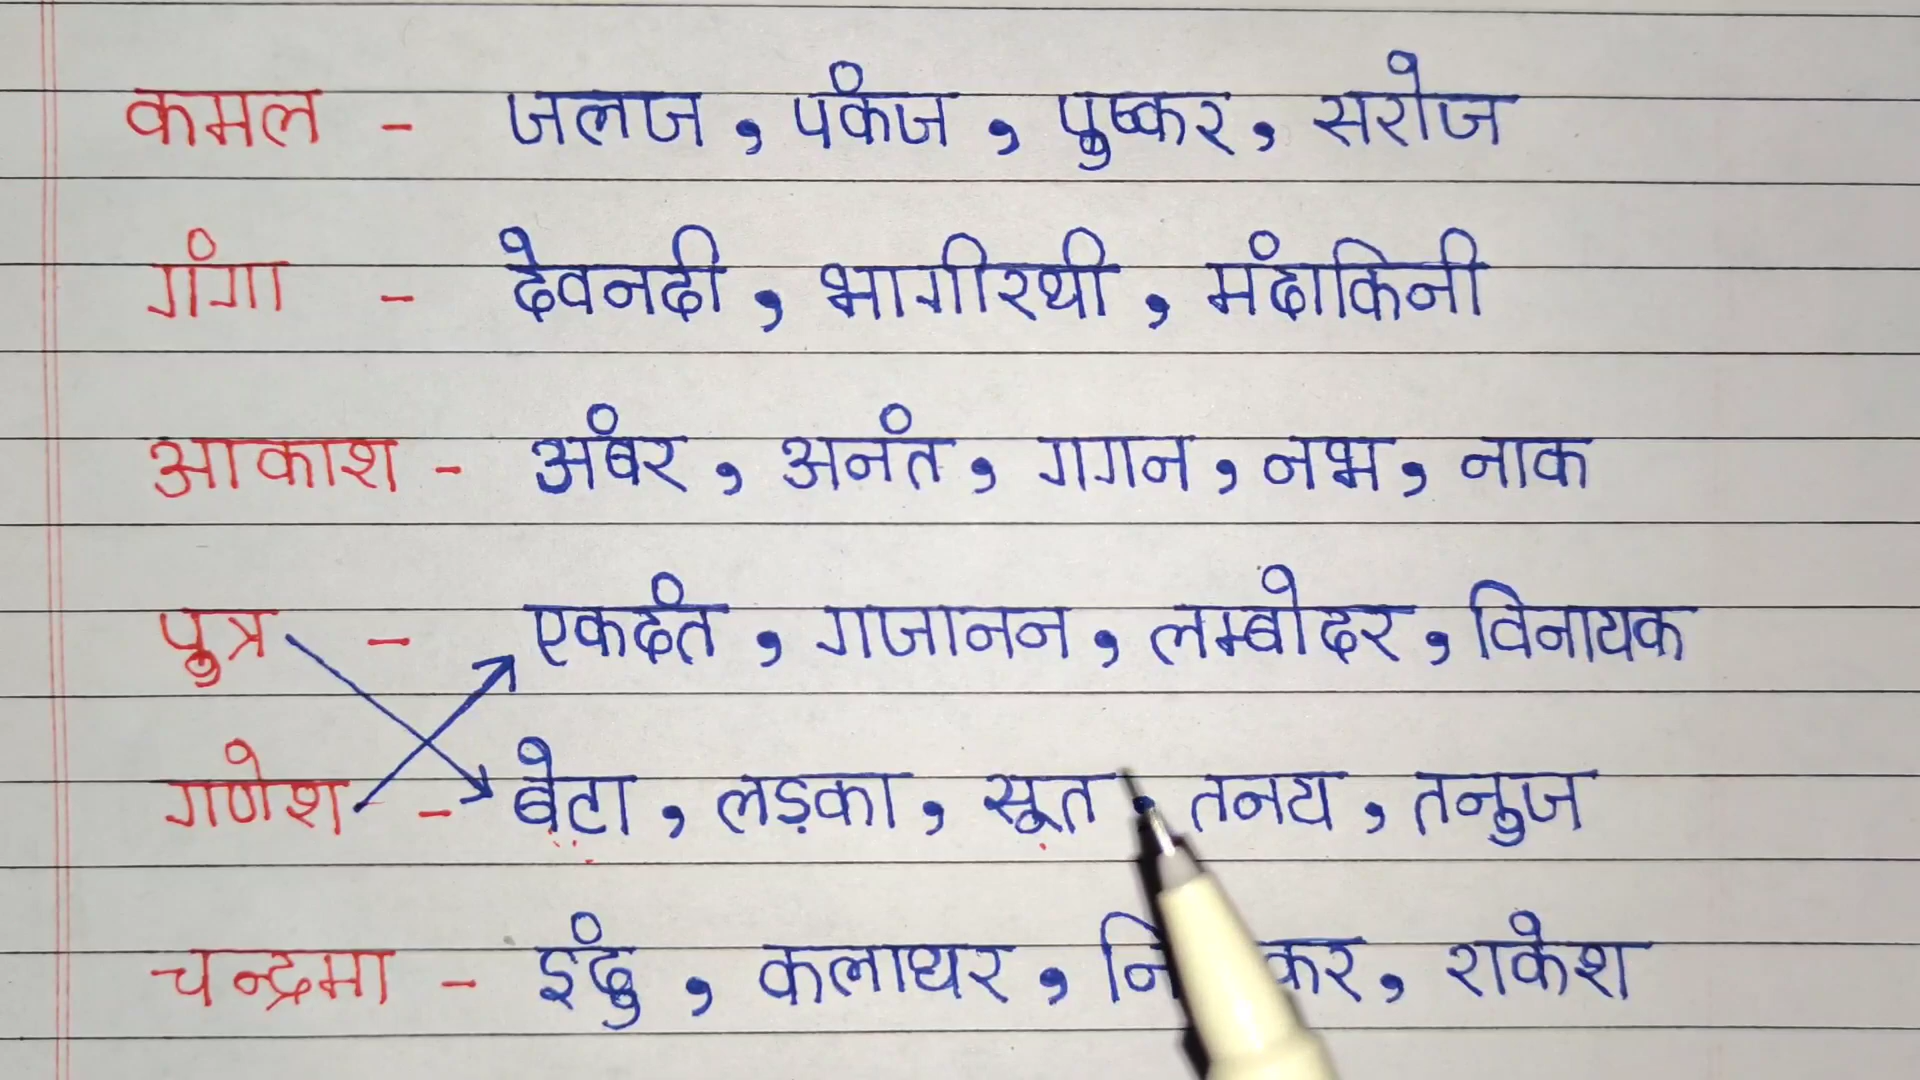 कमल - जलज, पंकज, पुष्कर, सरोज
गंगा - देवनदी, भागीरथी, मंदाकिनी
आकाश - अंबर, अनंत, गगन, नभ, नाक
पुत्र - एकदंत, गजानन, लम्बोदर, विनायक
गणेश - बेटा, लड़का, सूत, तनय, तनुज
चन्द्रमा - इंदु, कलाधर, राकेश